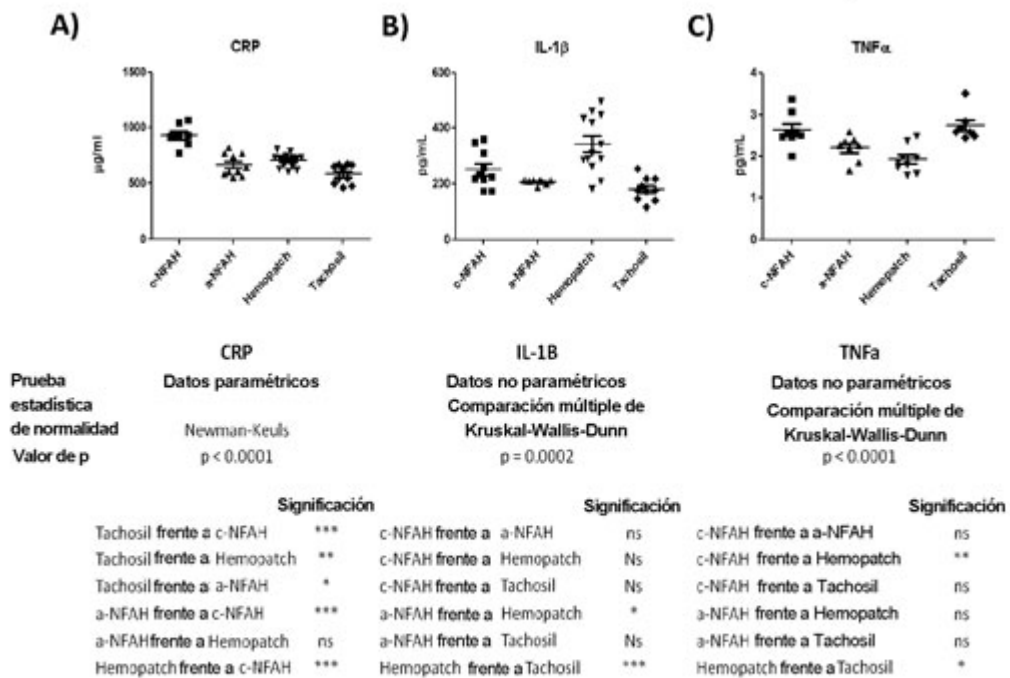 A)
CRP
1500
1000
500
0
µg/ml
c-NFAH
a-NFAH
Hemopatch
Tachosil
B)
IL-1β
600
400
200
0
pg/mL
c-NFAH
a-NFAH
Hemopatch
Tachosil
C)
TNFα
4
3
2
1
0
pg/mL
c-NFAH
a-NFAH
Hemopatch
Tachosil
CRP
IL-1B
TNFa
Prueba
estadística
de normalidad
Datos paramétricos
Newman-Keuls
Datos no paramétricos
Comparación múltiple de
Kruskal-Wallis-Dunn
Datos no paramétricos
Comparación múltiple de
Kruskal-Wallis-Dunn
Valor de p
p < 0.0001
p = 0.0002
p < 0.0001
Significación
Tachosil frente a c-NFAH ***
Tachosil frente a Hemopatch **
Tachosil frente a a-NFAH *
a-NFAH frente a c-NFAH ***
a-NFAH frente a Hemopatch ns
Hemopatch frente a c-NFAH ***
Significación
c-NFAH frente a a-NFAH ns
c-NFAH frente a Hemopatch Ns
c-NFAH frente a Tachosil Ns
a-NFAH frente a Hemopatch *
a-NFAH frente a Tachosil Ns
Hemopatch frente a Tachosil ***
Significación
c-NFAH frente a a-NFAH ns
c-NFAH frente a Hemopatch **
c-NFAH frente a Tachosil ns
a-NFAH frente a Hemopatch ns
a-NFAH frente a Tachosil ns
Hemopatch frente a Tachosil *